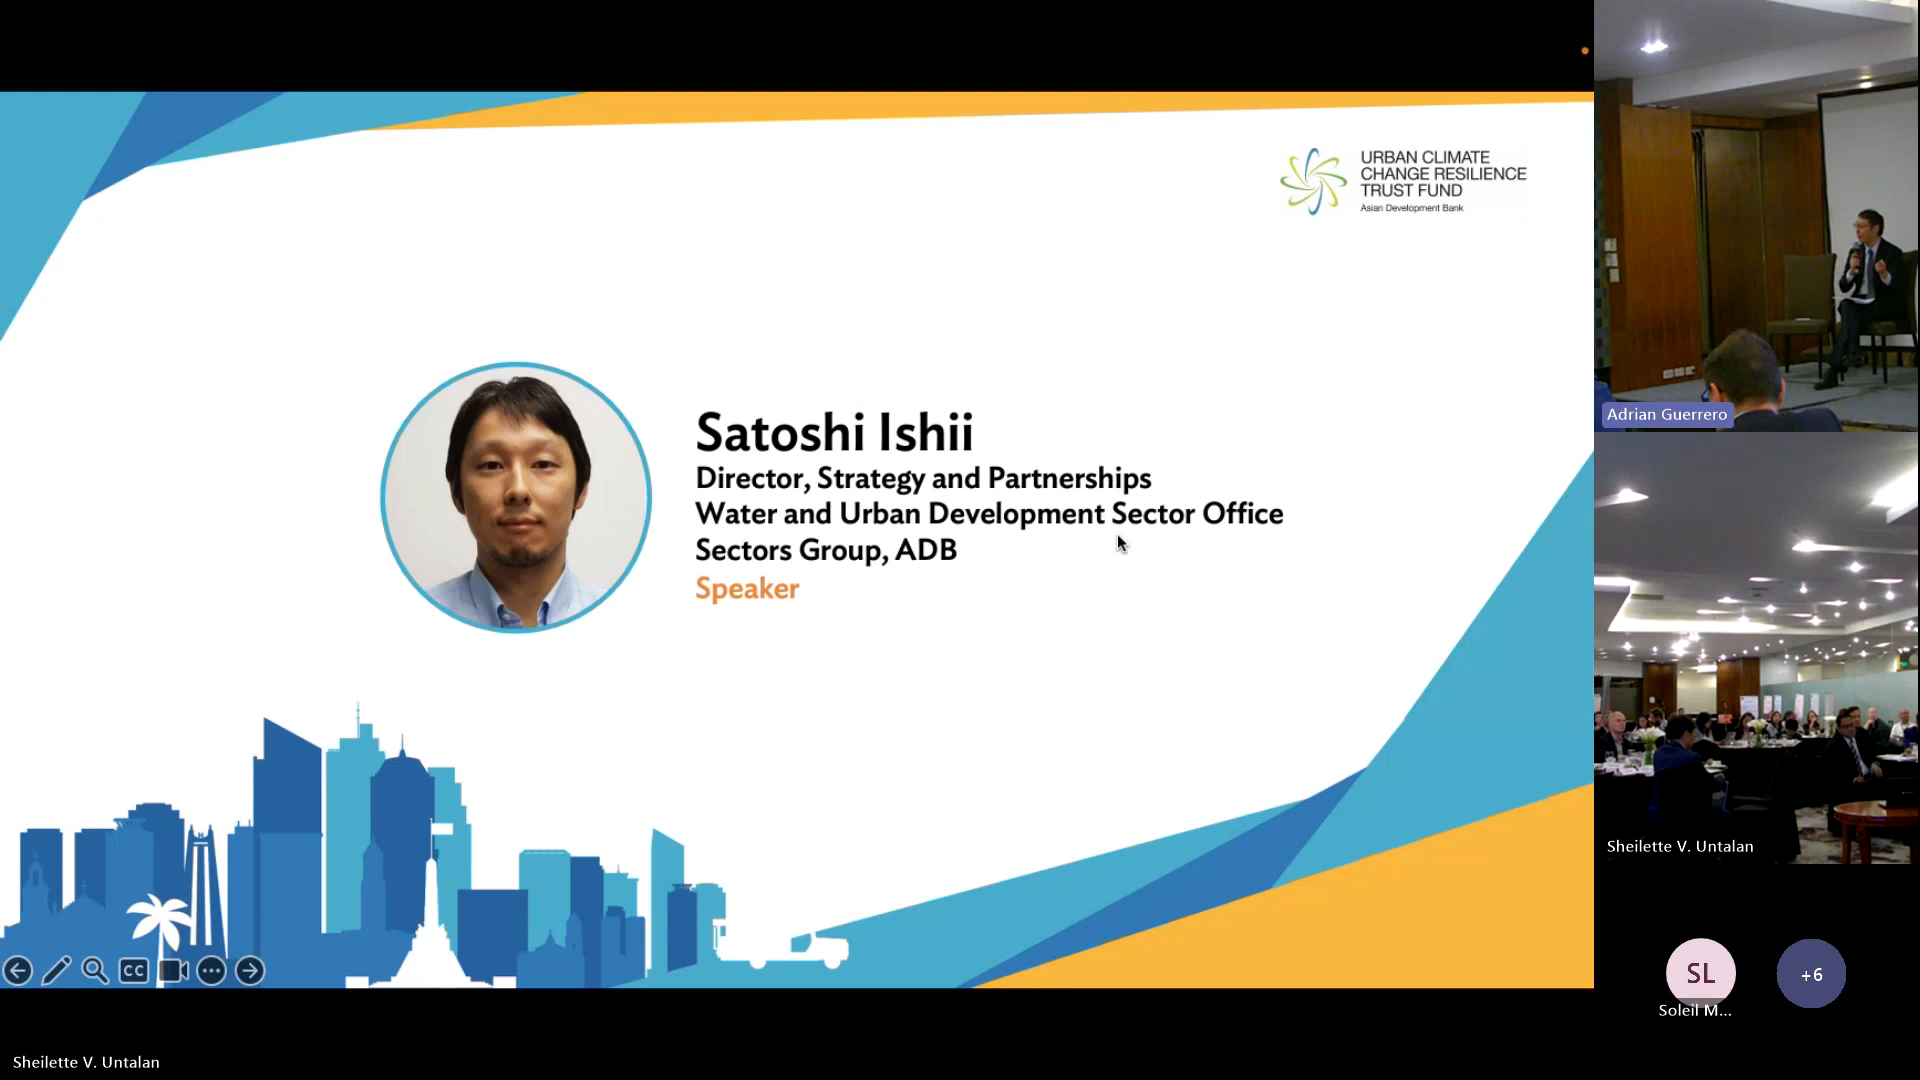 URBAN CLIMATE
CHANGE RESILIENCE
TRUST FUND
Asian Development Bank
Satoshi Ishii
Director, Strategy and Partnerships
Water and Urban Development Sector Office
Sectors Group, ADB
Speaker
CC
Adrian Guerrero
Sheilette V. Untalan
SL
+6
Soleil M...
Sheilette V. Untalan